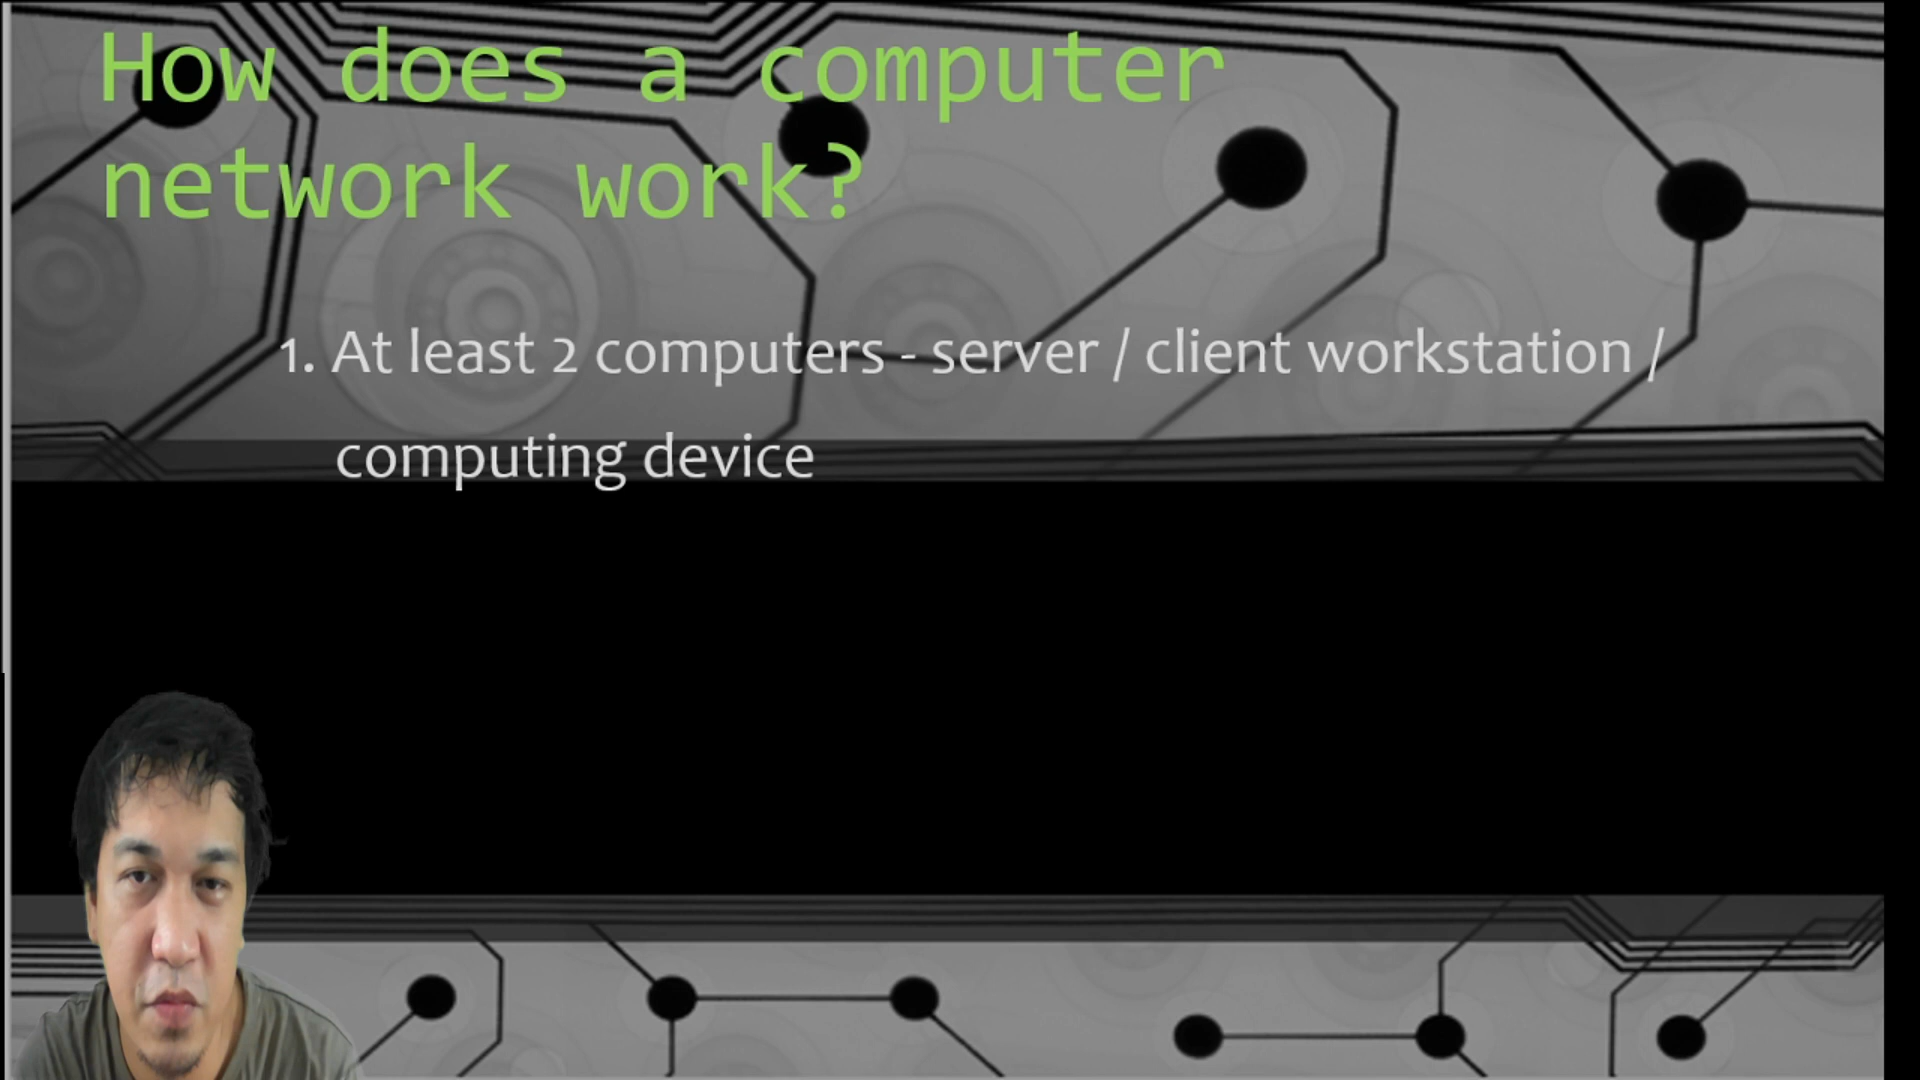 How does a computer
network work?
1. At least 2 computers - server / client workstation /
computing device